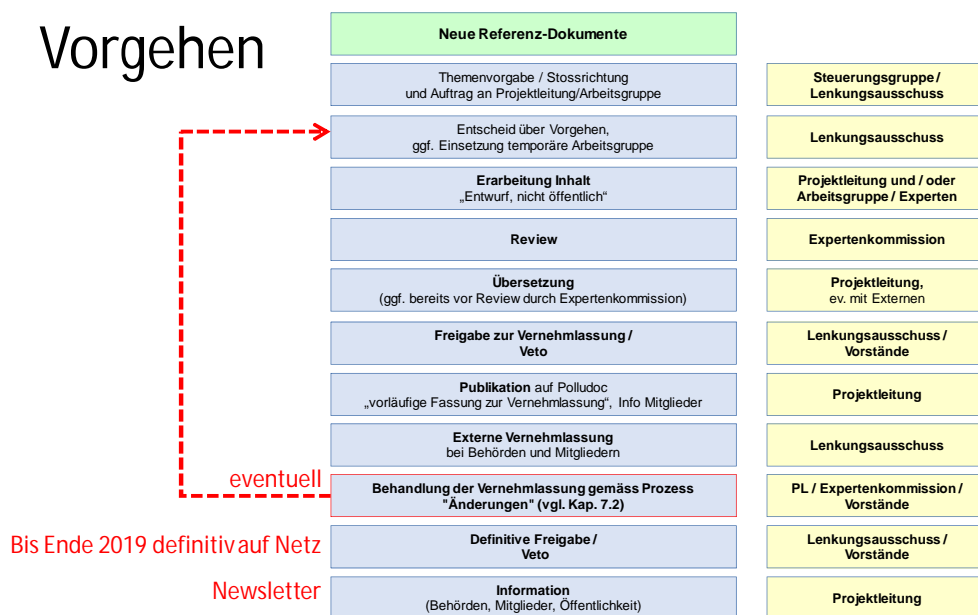 Vorgehen
Neue Referenz-Dokumente
Themenvorgabe / Stossrichtung
und Auftrag an Projektleitung/Arbeitsgruppe
Steuerungsgruppe /
Lenkungsausschuss
Entscheid über Vorgehen,
ggf. Einsetzung temporäre Arbeitsgruppe
Lenkungsausschuss
Erarbeitung Inhalt
„Entwurf, nicht öffentlich“
Projektleitung und / oder
Arbeitsgruppe / Experten
Review
Expertenkommission
Übersetzung
(ggf. bereits vor Review durch Expertenkommission)
Projektleitung,
ev. mit Externen
Freigabe zur Vernehmlassung /
Veto
Lenkungsausschuss /
Vorstände
Publikation auf Polludoc
„vorläufige Fassung zur Vernehmlassung“, Info Mitglieder
Projektleitung
Externe Vernehmlassung
bei Behörden und Mitgliedern
Lenkungsausschuss
eventuell
Behandlung der Vernehmlassung gemäss Prozess
"Änderungen" (vgl. Kap. 7.2)
PL / Expertenkommission /
Vorstände
Bis Ende 2019 definitiv auf Netz
Definitive Freigabe /
Veto
Lenkungsausschuss /
Vorstände
Newsletter
Information
(Behörden, Mitglieder, Öffentlichkeit)
Projektleitung